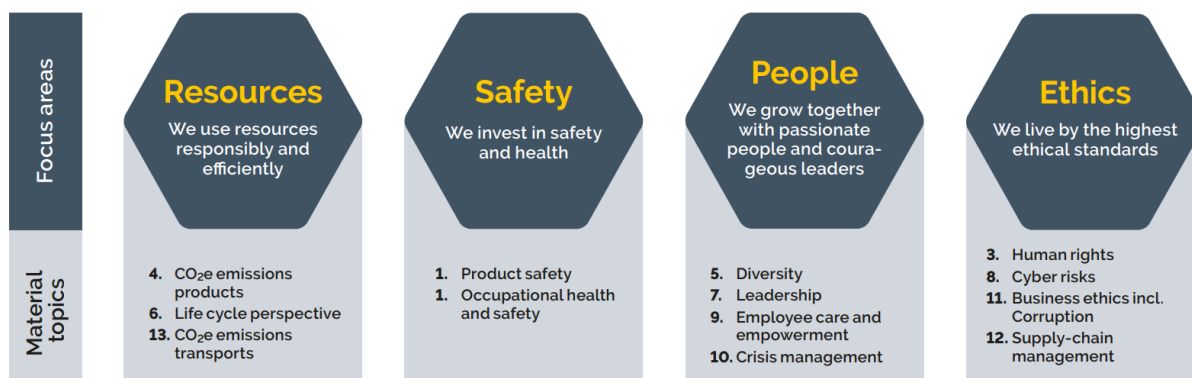 Focus areas
Resources
We use resources
responsibly and
efficiently
Safety
We invest in safety
and health
People
We grow together
with passionate
people and coura-
geous leaders
Ethics
We live by the highest
ethical standards
Material
topics
4. CO₂e emissions
products
6. Life cycle perspective
13. CO₂e emissions
transports
1. Product safety
1. Occupational health
and safety
5. Diversity
7. Leadership
9. Employee care and
empowerment
10. Crisis management
3. Human rights
8. Cyber risks
11. Business ethics incl.
Corruption
12. Supply-chain
management